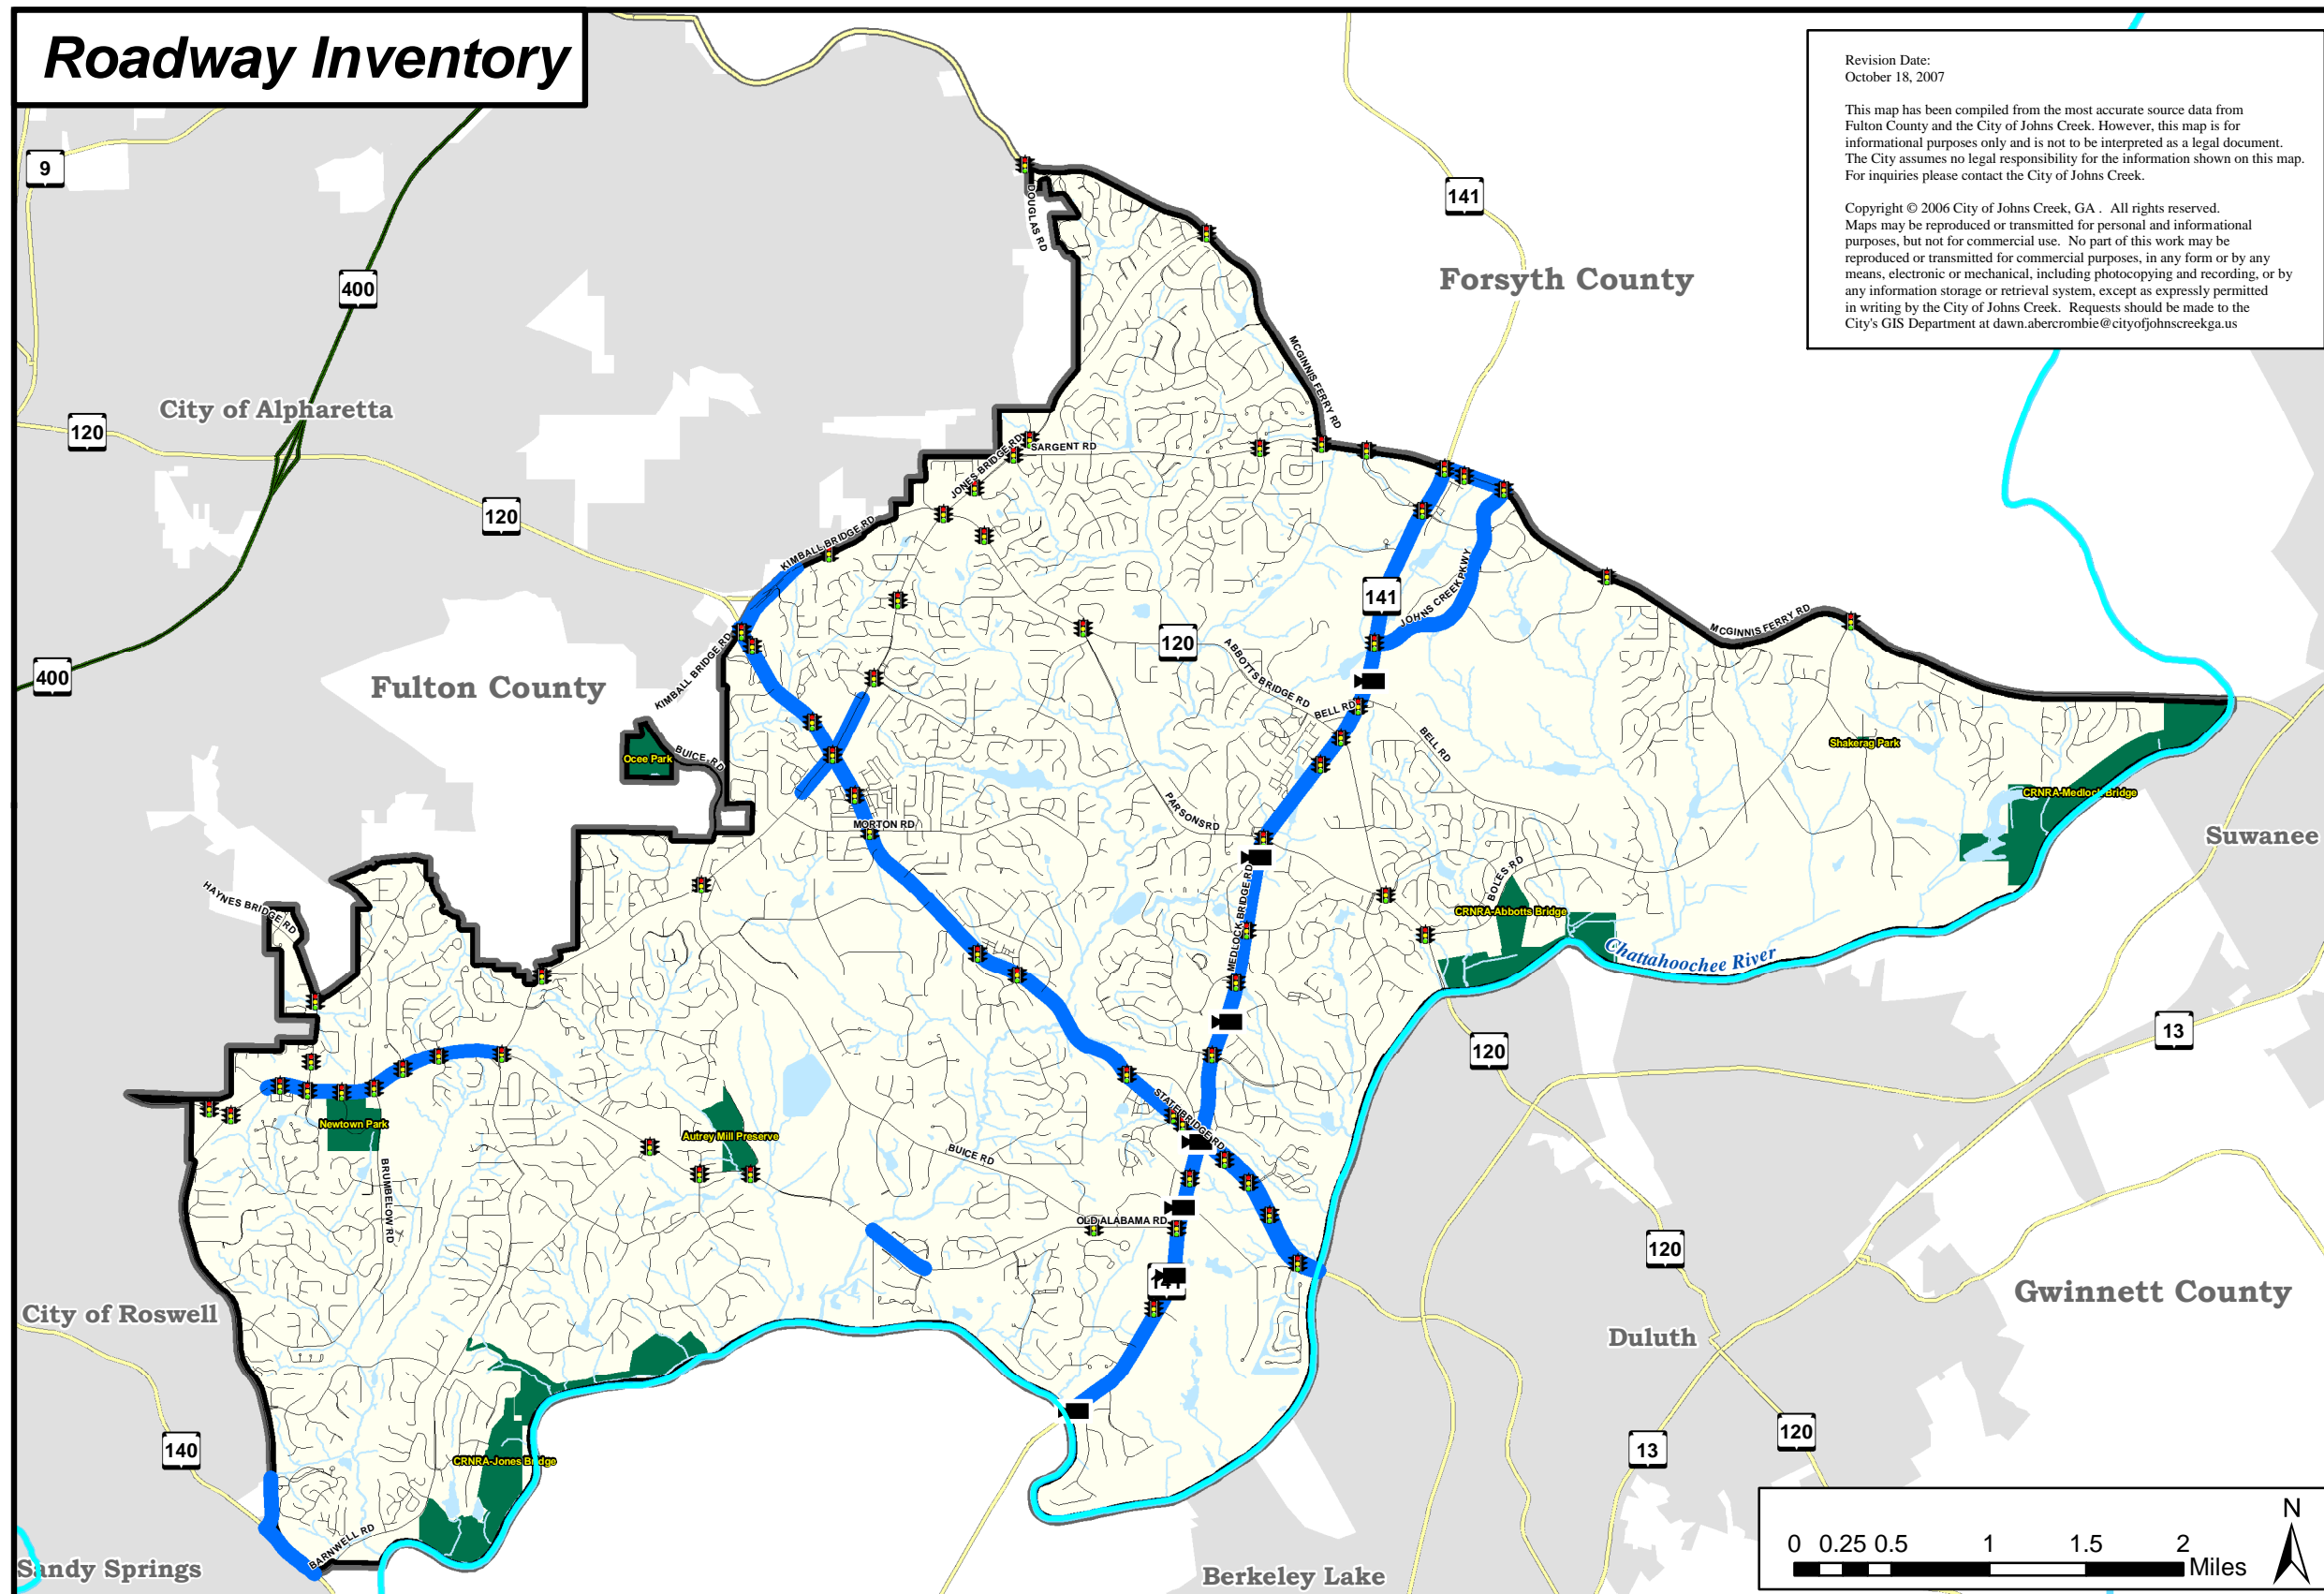 Roadway Inventory
Revision Date:
October 18, 2007
This map has been compiled from the most accurate source data from
Fulton County and the City of Johns Creek. However, this map is for
informational purposes only and is not to be interpreted as a legal document.
The City assumes no legal responsibility for the information shown on this map.
For inquiries please contact the City of Johns Creek.
Copyright © 2006 City of Johns Creek, GA . All rights reserved.
Maps may be reproduced or transmitted for personal and informational
purposes, but not for commercial use. No part of this work may be
reproduced or transmitted for commercial purposes, in any form or by any
means, electronic or mechanical, including photocopying and recording, or by
any information storage or retrieval system, except as expressly permitted
in writing by the City of Johns Creek. Requests should be made to the
City's GIS Department at dawn.abercrombie@cityofjohnscreekga.us
9
141
DOUGLAS RD
400
Forsyth County
MCGINNIS FERRY RD
City of Alpharetta
120
JONES BRIDGE RD
SARGENT RD
120
KIMBALL BRIDGE RD
141
JOHNS CREEK PKWY
MCGINNIS FERRY RD
120
400
Fulton County
KIMBALL BRIDGE RD
ABBOTTS BRIDGE RD
BELL RD
BELL RD
Shakerag Park
Ocee Park
BUICE RD
CRNRA-Medlock Bridge
PARSONS RD
MORTON RD
Suwanee
MEDLOCK BRIDGE RD
BOLES RD
HAYNES BRIDGE RD
CRNRA-Abbotts Bridge
Chattahoochee River
13
120
Newtown Park
Autrey Mill Preserve
STATE BRIDGE RD
BUICE RD
BRUMBELOW RD
OLD ALABAMA RD
120
141
Gwinnett County
City of Roswell
Duluth
120
140
13
CRNRA-Jones Bridge
BARNWELL RD
Sandy Springs
Berkeley Lake
N
0 0.25 0.5 1 1.5 2
Miles